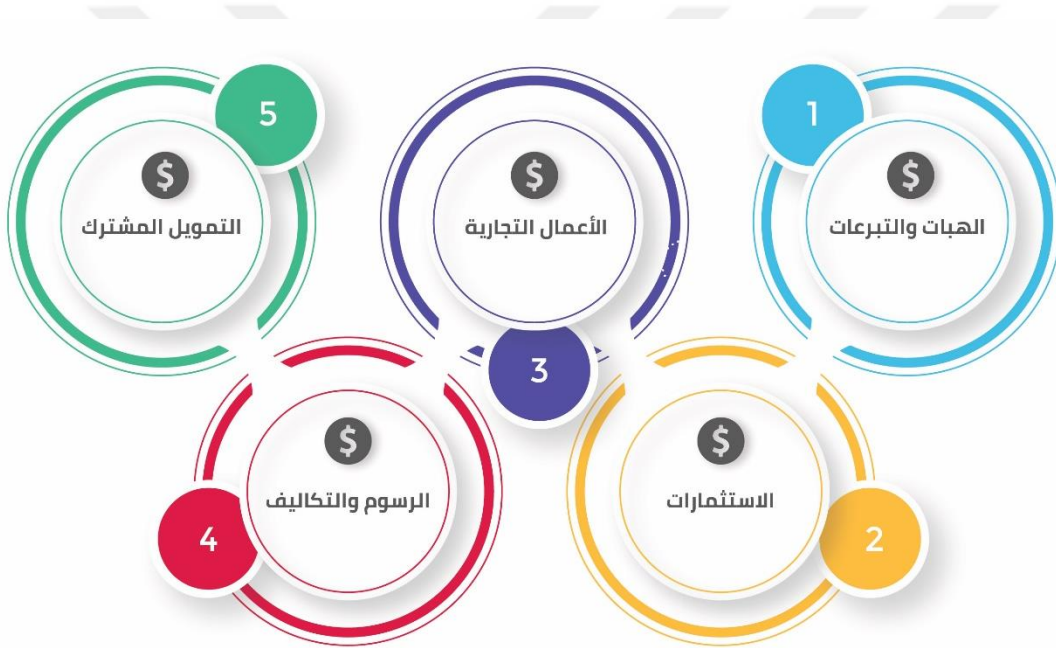 1
$
الهبات والتبرعات
2
$
الاستثمارات
3
$
الأعمال التجارية
4
$
الرسوم والتكاليف
5
$
التمويل المشترك